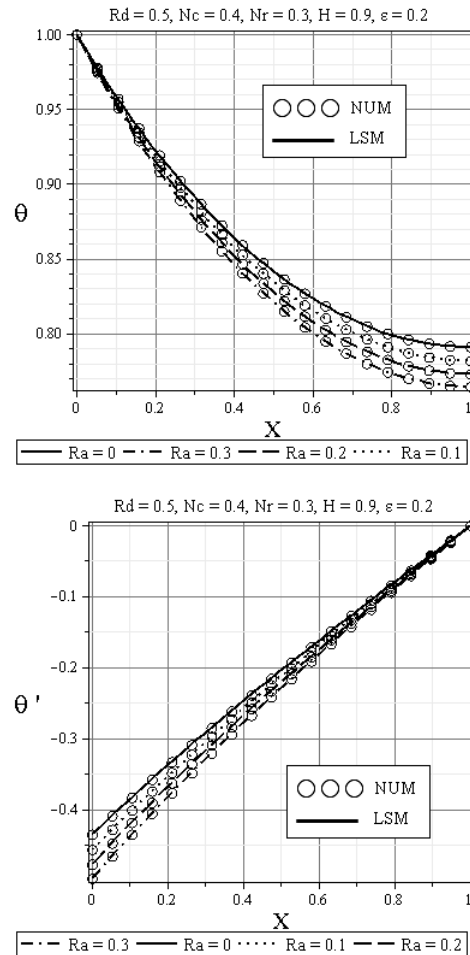 Rd = 0.5, Nc = 0.4, Nr = 0.3, H = 0.9, ε = 0.2
1.00
0.95
0.90
θ
0.85
0.80
NUM
LSM
0 0.2 0.4 0.6 0.8 1.0
X
Ra = 0 Ra = 0.3 Ra = 0.2 Ra = 0.1
Rd = 0.5, Nc = 0.4, Nr = 0.3, H = 0.9, ε = 0.2
0
-0.1
-0.2
θ '
-0.3
-0.4
NUM
LSM
0 0.2 0.4 0.6 0.8 1
X
Ra = 0.3 Ra = 0 Ra = 0.1 Ra = 0.2